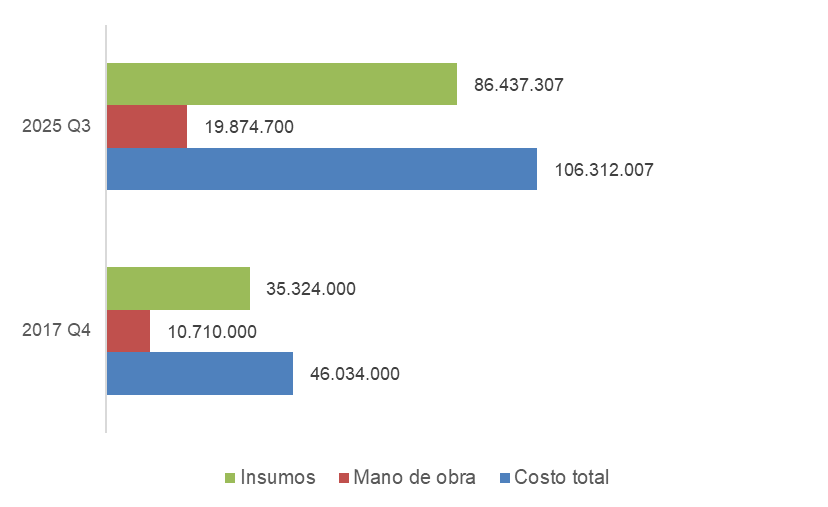 86.437.307
2025 Q3
19.874.700
106.312.007
35.324.000
2017 Q4
10.710.000
46.034.000
Insumos Mano de obra Costo total